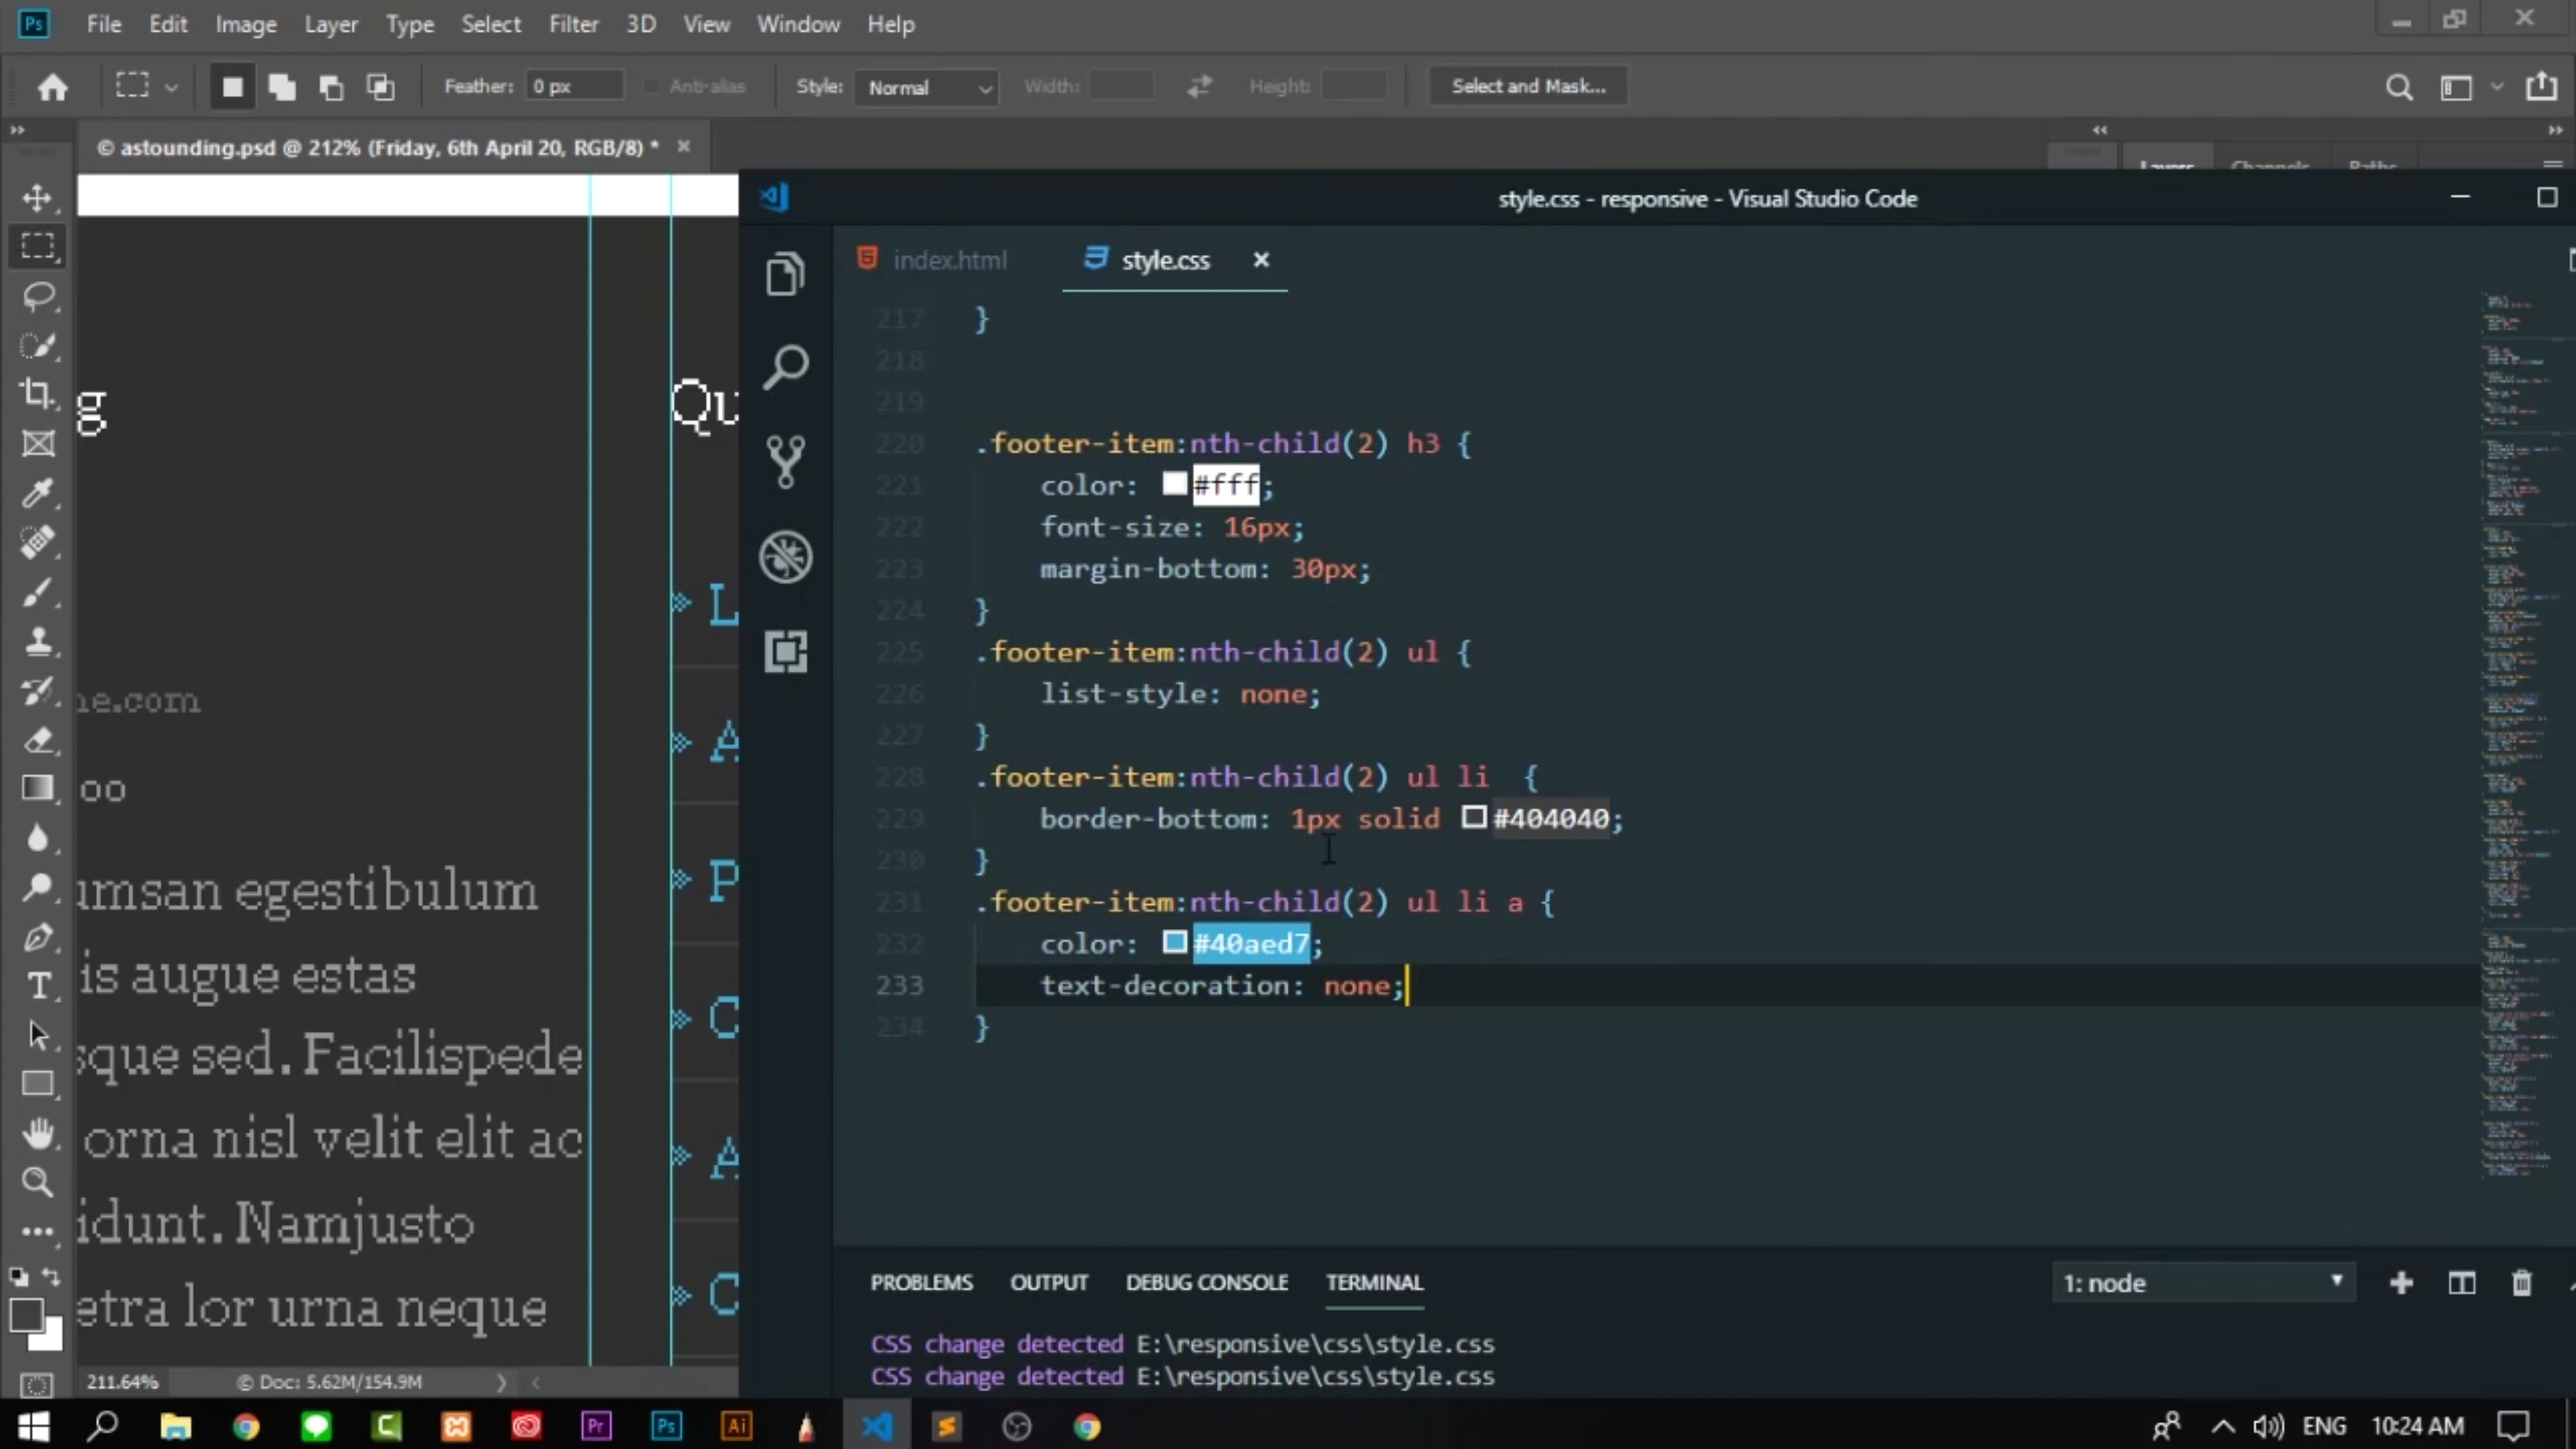 Ps File Edit Image Layer Type Select Filter 3D View Window Help
Feather: 0 px Anti-alias Style: Normal Width: Height: Select and Mask...
© astounding.psd @ 212% (Friday, 6th April 20, RGB/8) * ×
Layers Channels Paths
style.css - responsive - Visual Studio Code
index.html style.css ×
g
Qu
L
A
ne.com
oo
P
umsan egestibulum
is augue estas
C
sque sed. Facilispede
orna nisl velit elit ac
A
idunt. Namjusto
C
etra lor urna neque
217 }
218
219
220 .footer-item:nth-child(2) h3 {
221 color: #fff;
222 font-size: 16px;
223 margin-bottom: 30px;
224 }
225 .footer-item:nth-child(2) ul {
226 list-style: none;
227 }
228 .footer-item:nth-child(2) ul li {
229 border-bottom: 1px solid #404040;
230 }
231 .footer-item:nth-child(2) ul li a {
232 color: #40aed7;
233 text-decoration: none;
234 }
PROBLEMS OUTPUT DEBUG CONSOLE TERMINAL 1: node
CSS change detected E:\responsive\css\style.css
CSS change detected E:\responsive\css\style.css
211.64% © Doc: 5.62M/154.9M
Pr Ps Ai ENG 10:24 AM